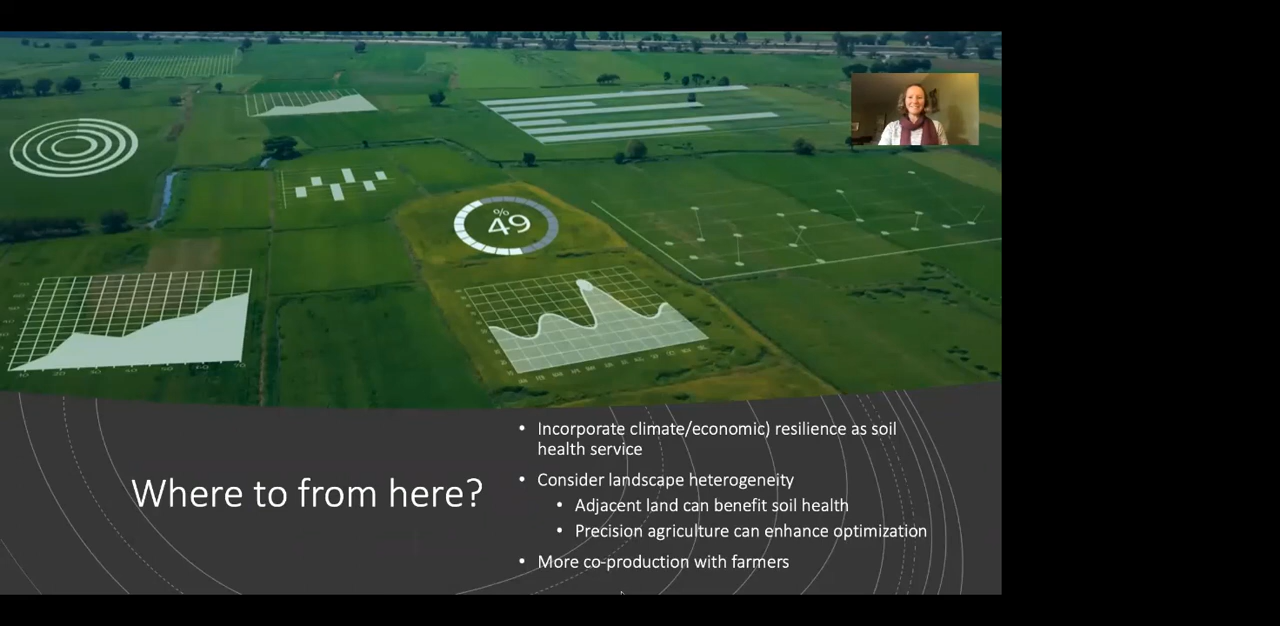 %
49
Where to from here?
• Incorporate climate/economic) resilience as soil
health service
• Consider landscape heterogeneity
• Adjacent land can benefit soil health
• Precision agriculture can enhance optimization
• More co-production with farmers